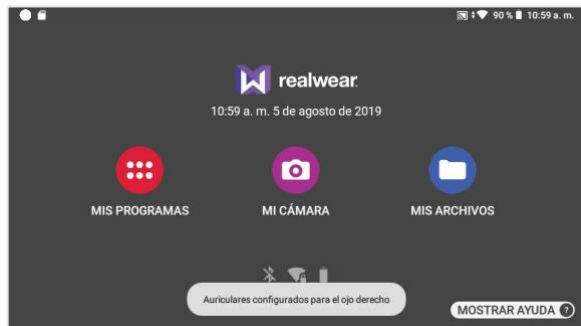 90 % 10:59 a. m.
realwear
10:59 a. m. 5 de agosto de 2019
MIS PROGRAMAS MI CÁMARA MIS ARCHIVOS
Auriculares configurados para el ojo derecho
MOSTRAR AYUDA ?